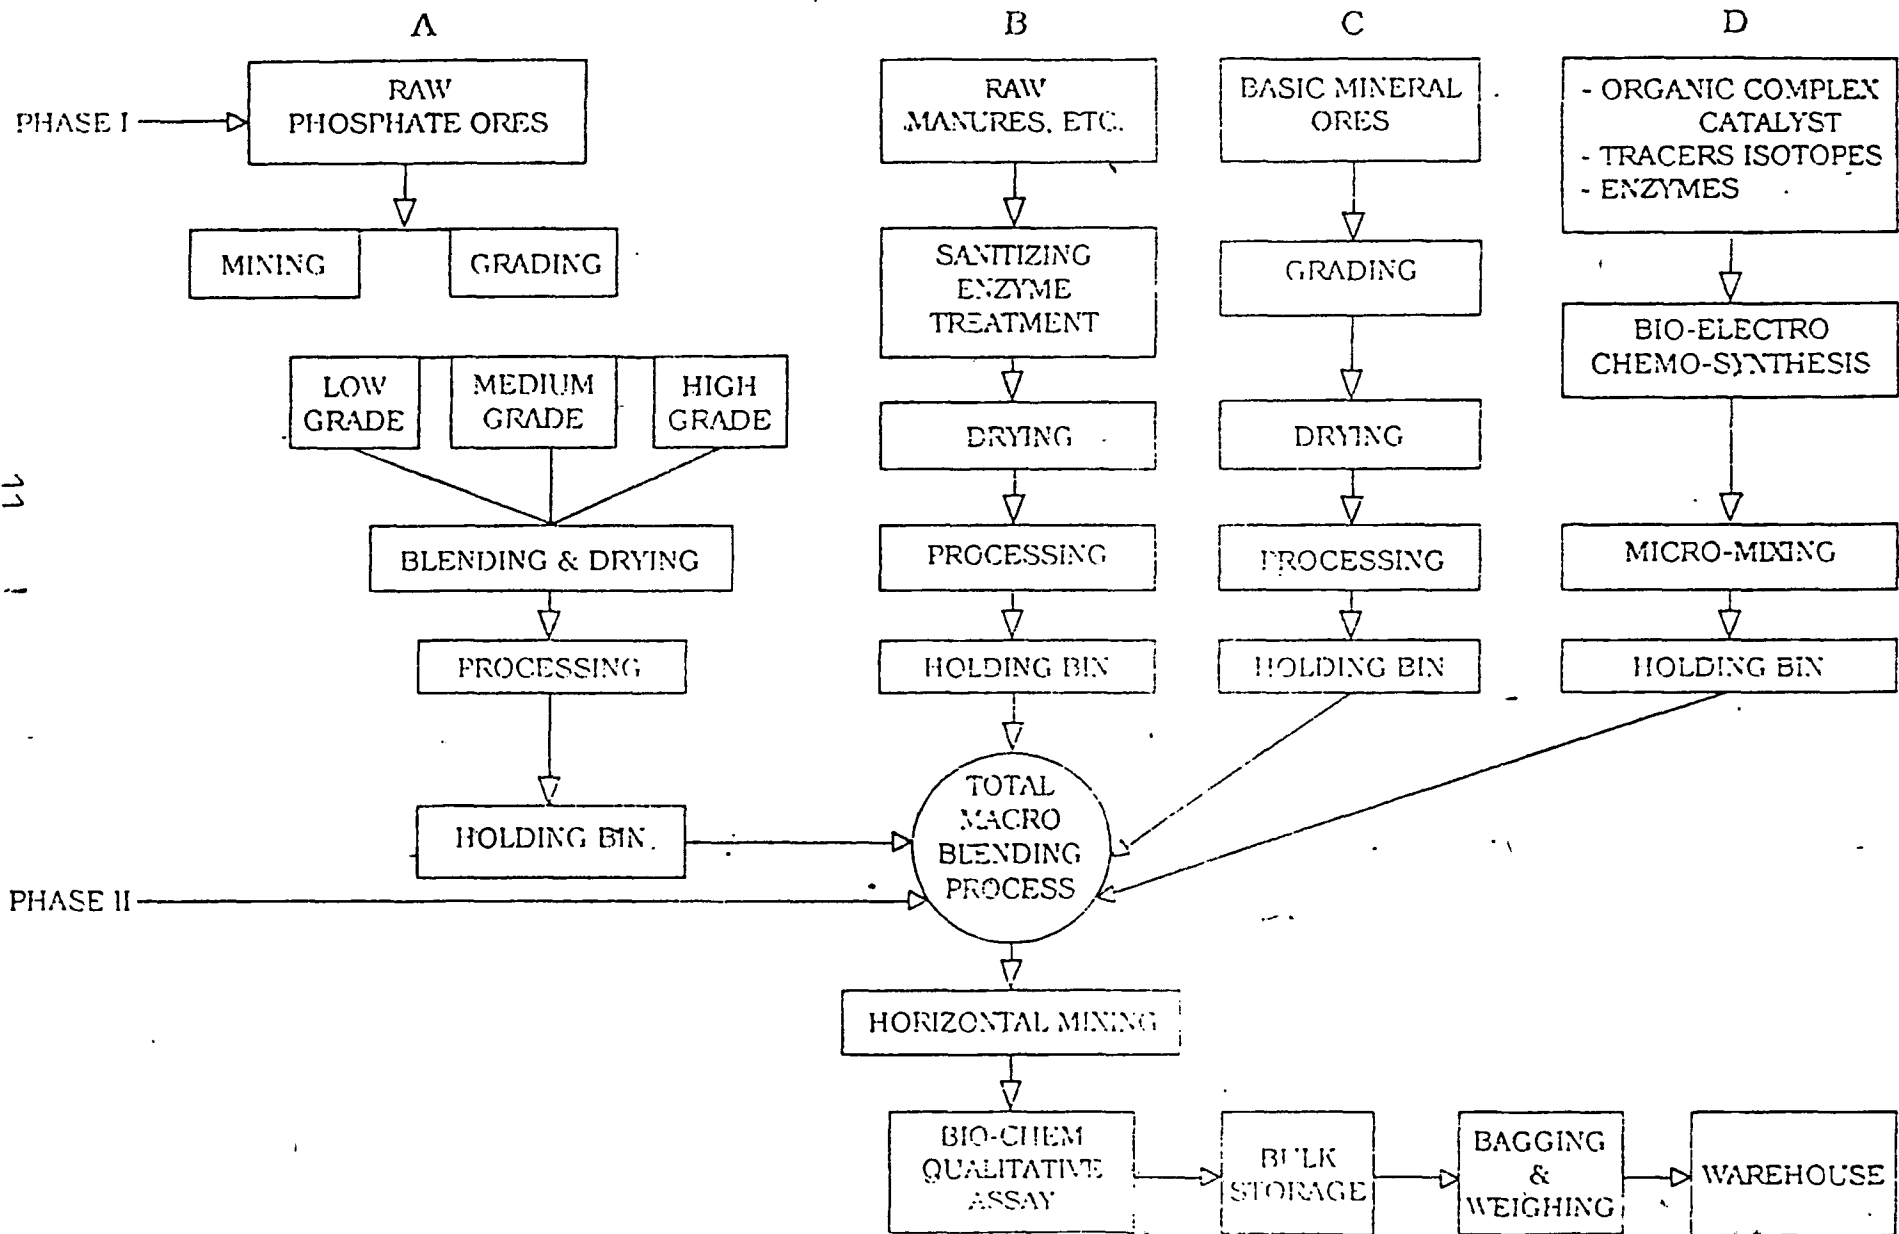 A
B
C
D
PHASE I
RAW
PHOSPHATE ORES
RAW
MANURES, ETC.
BASIC MINERAL
ORES
- ORGANIC COMPLEX
CATALYST
- TRACERS ISOTOPES
- ENZYMES
MINING
GRADING
SANITIZING
ENZYME
TREATMENT
GRADING
BIO-ELECTRO
CHEMO-SYNTHESIS
LOW
GRADE
MEDIUM
GRADE
HIGH
GRADE
DRYING
DRYING
11
BLENDING & DRYING
PROCESSING
PROCESSING
MICRO-MIXING
PROCESSING
HOLDING BIN
HOLDING BIN
HOLDING BIN
HOLDING BIN
TOTAL
MACRO
BLENDING
PROCESS
PHASE II
HORIZONTAL MIXING
BIO-CHEM
QUALITATIVE
ASSAY
BULK
STORAGE
BAGGING
&
WEIGHING
WAREHOUSE